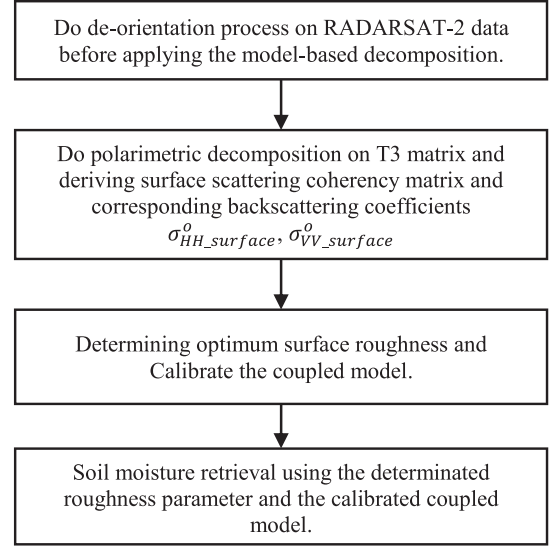 Do de-orientation process on RADARSAT-2 data
before applying the model-based decomposition.
Do polarimetric decomposition on T3 matrix and
deriving surface scattering coherency matrix and
corresponding backscattering coefficients
σ^o_HH_surface, σ^o_VV_surface
Determining optimum surface roughness and
Calibrate the coupled model.
Soil moisture retrieval using the determinated
roughness parameter and the calibrated coupled
model.